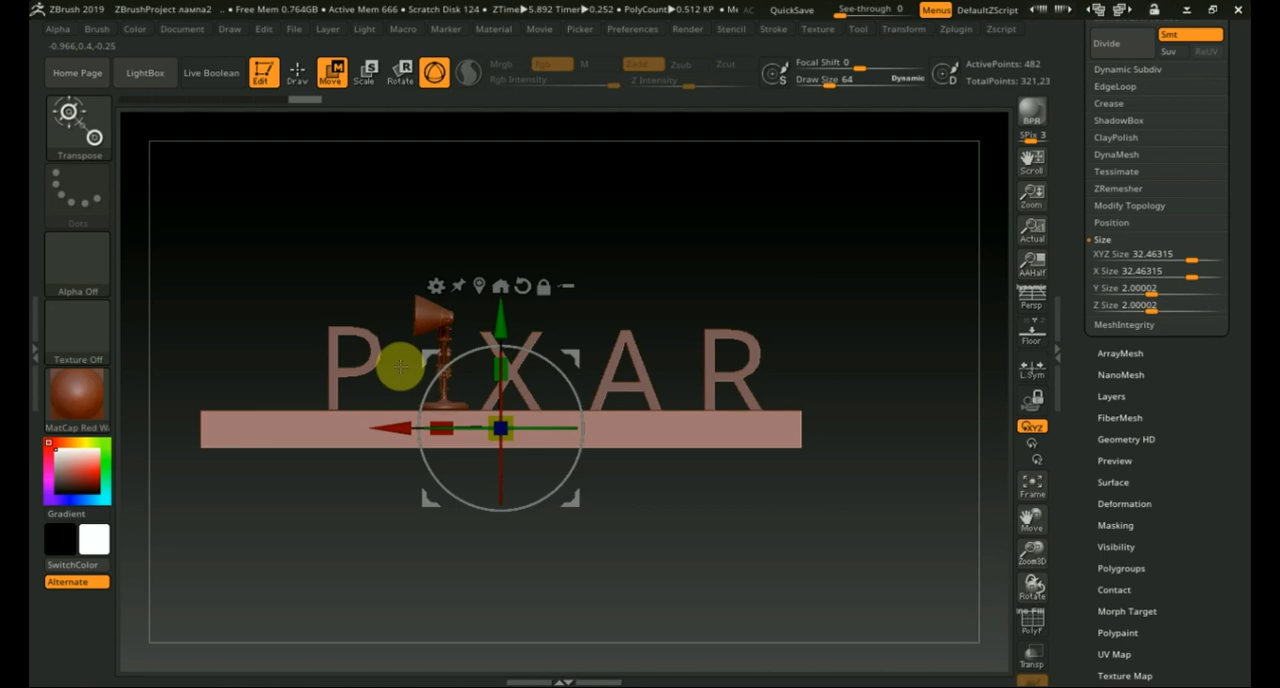 ZBrush 2019 ZBrushProject лампа2 .. • Free Mem 0.764GB • Active Mem 666 • Scratch Disk 124 • ZTime▶5.892 Timer▶0.252 • PolyCount▶0.512 KP • Me AC QuickSave See-through 0 Menus DefaultZScript
Alpha Brush Color Document Draw Edit File Layer Light Macro Marker Material Movie Picker Preferences Render Stencil Stroke Texture Tool Transform Zplugin Zscript
-0.966,0.4,-0.25
Home Page LightBox Live Boolean Edit Draw Move Scale Rotate
Mrgb Rgb M Zadd Zsub Zcut
Rgb Intensity Z Intensity
Focal Shift 0
Draw Size 64 Dynamic
ActivePoints: 482
TotalPoints: 321,23
Transpose
Dots
Alpha Off
Texture Off
MatCap Red W
Gradient
SwitchColor
Alternate
P XAR
BPR
SPix 3
Scroll
Zoom
Actual
AAHalf
Dynamic
Persp
Floor
L.Sym
XYZ
Frame
Move
Zoom3D
Rotate
Line Fill
PolyF
Transp
Divide
Smt
Suv ReUV
Dynamic Subdiv
EdgeLoop
Crease
ShadowBox
ClayPolish
DynaMesh
Tessimate
ZRemesher
Modify Topology
Position
Size
XYZ Size 32.46315
X Size 32.46315
Y Size 2.00002
Z Size 2.00002
MeshIntegrity
ArrayMesh
NanoMesh
Layers
FiberMesh
Geometry HD
Preview
Surface
Deformation
Masking
Visibility
Polygroups
Contact
Morph Target
Polypaint
UV Map
Texture Map